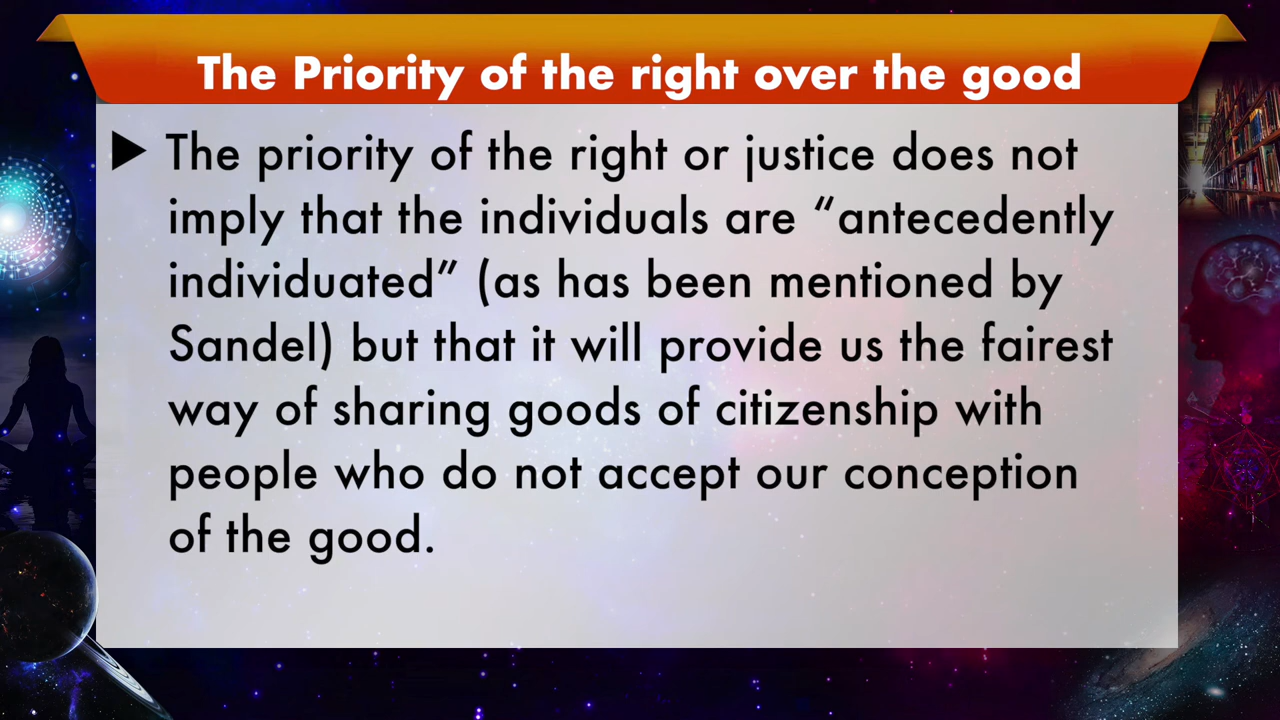 The Priority of the right over the good
The priority of the right or justice does not
imply that the individuals are “antecedently
individuated” (as has been mentioned by
Sandel) but that it will provide us the fairest
way of sharing goods of citizenship with
people who do not accept our conception
of the good.